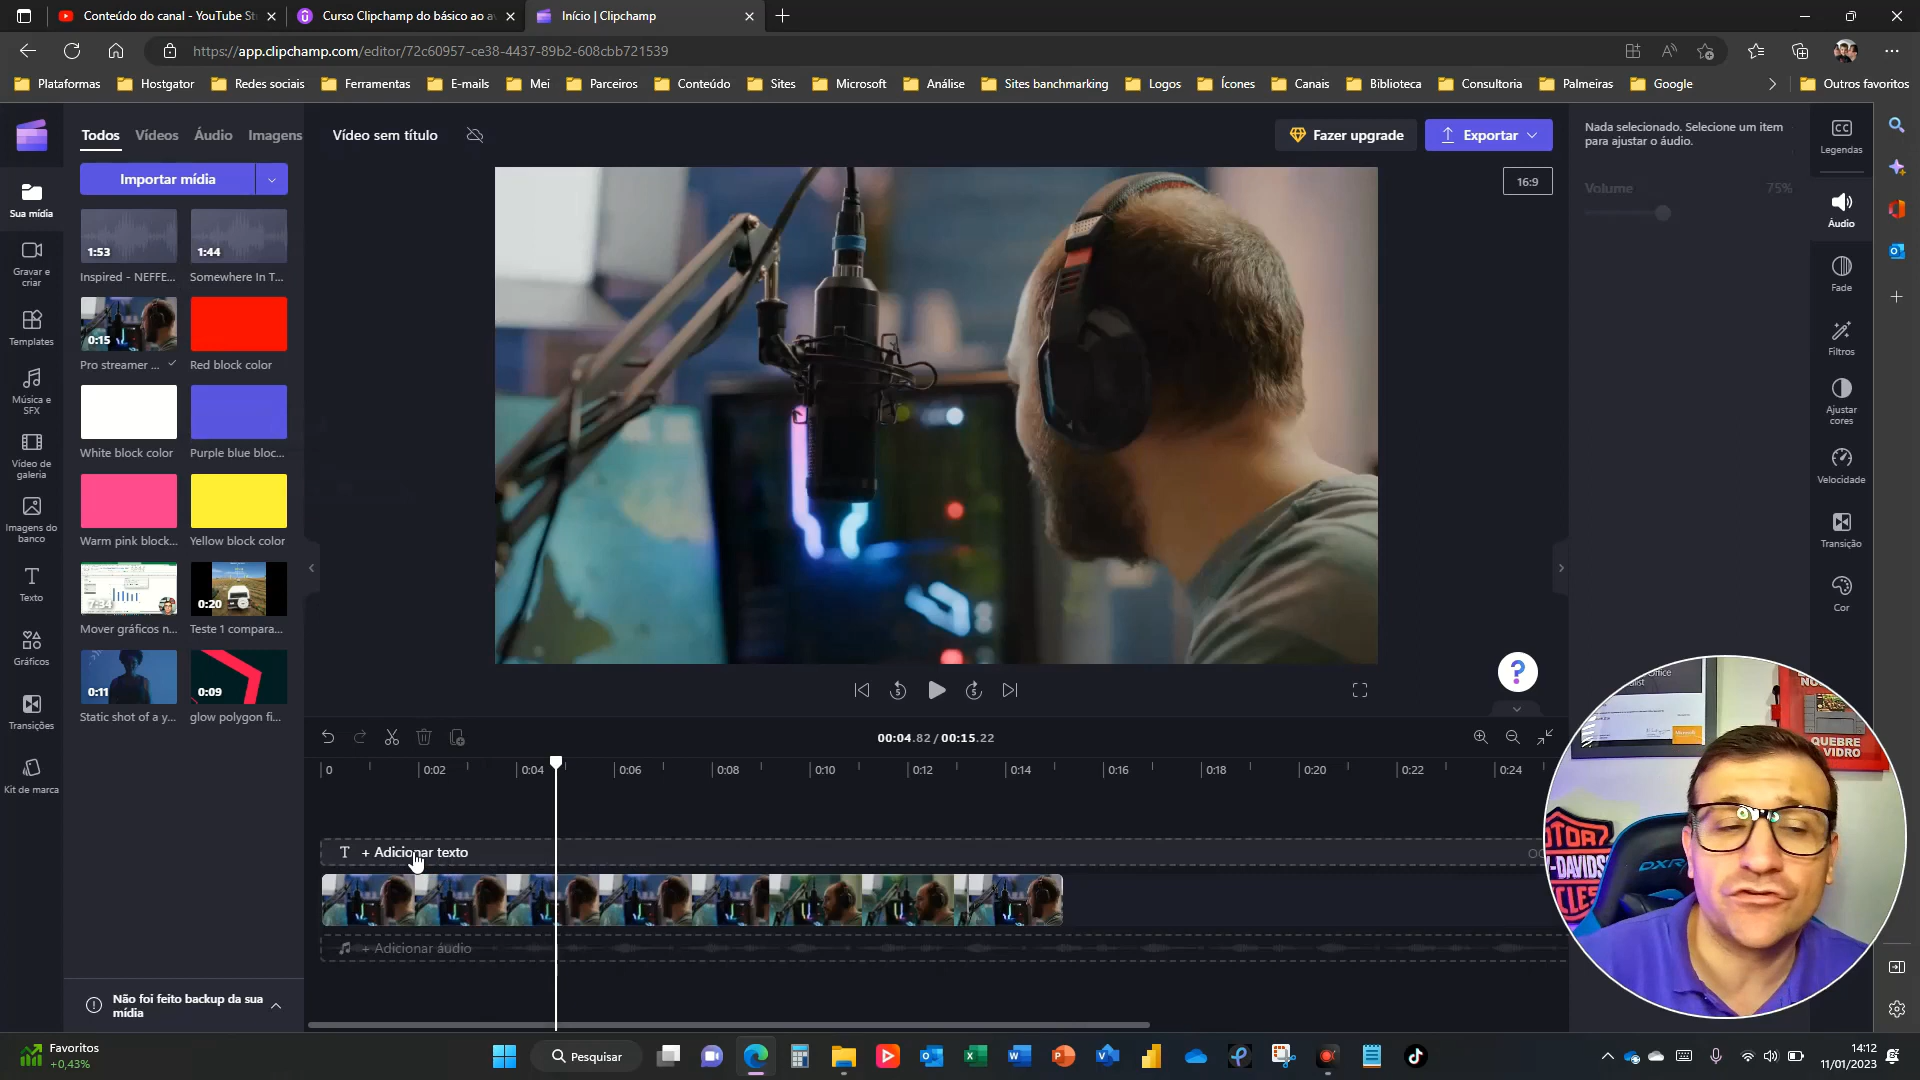 Conteúdo do canal - YouTube St
Curso Clipchamp do básico ao av
Início | Clipchamp
https://app.clipchamp.com/editor/72c60957-ce38-4437-89b2-608cbb721539
Plataformas
Hostgator
Redes sociais
Ferramentas
E-mails
Mei
Parceiros
Conteúdo
Sites
Microsoft
Análise
Sites banchmarking
Logos
Ícones
Canais
Biblioteca
Consultoria
Palmeiras
Google
Outros favoritos
Todos
Vídeos
Áudio
Imagens
Vídeo sem título
Fazer upgrade
Exportar
Nada selecionado. Selecione um item
para ajustar o áudio.
Importar mídia
16:9
Volume
75%
Sua mídia
Gravar e
criar
Templates
Música e
SFX
Vídeo de
galeria
Imagens do
banco
Texto
Gráficos
Transições
Kit de marca
1:53
1:44
Inspired - NEFFE...
Somewhere In T...
0:15
Pro streamer ...
Red block color
White block color
Purple blue bloc...
Warm pink block...
Yellow block color
7:34
0:20
Mover gráficos n...
Teste 1 compara...
0:11
0:09
Static shot of a y...
glow polygon fi...
Não foi feito backup da sua
mídia
CC
Legendas
Áudio
Fade
Filtros
Ajustar
cores
Velocidade
Transição
Cor
5
5
?
00:04.82 / 00:15.22
0
0:02
0:04
0:06
0:08
0:10
0:12
0:14
0:16
0:18
0:20
0:22
0:24
T + Adicionar texto
+ Adicionar áudio
Office
QUEBRE
VIDRO
Favoritos
+0,43%
Pesquisar
14:12
11/01/2023